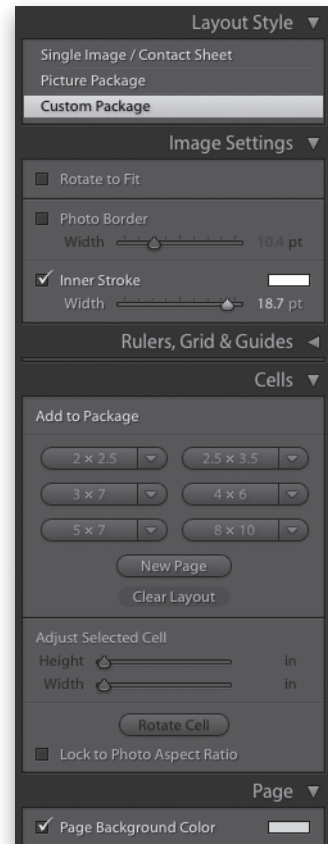 Layout Style
Single Image / Contact Sheet
Picture Package
Custom Package
Image Settings
Rotate to Fit
Photo Border
Width 10.4 pt
Inner Stroke
Width 18.7 pt
Rulers, Grid & Guides
Cells
Add to Package
2 × 2.5 2.5 × 3.5
3 × 7 4 × 6
5 × 7 8 × 10
New Page
Clear Layout
Adjust Selected Cell
Height in
Width in
Rotate Cell
Lock to Photo Aspect Ratio
Page
Page Background Color